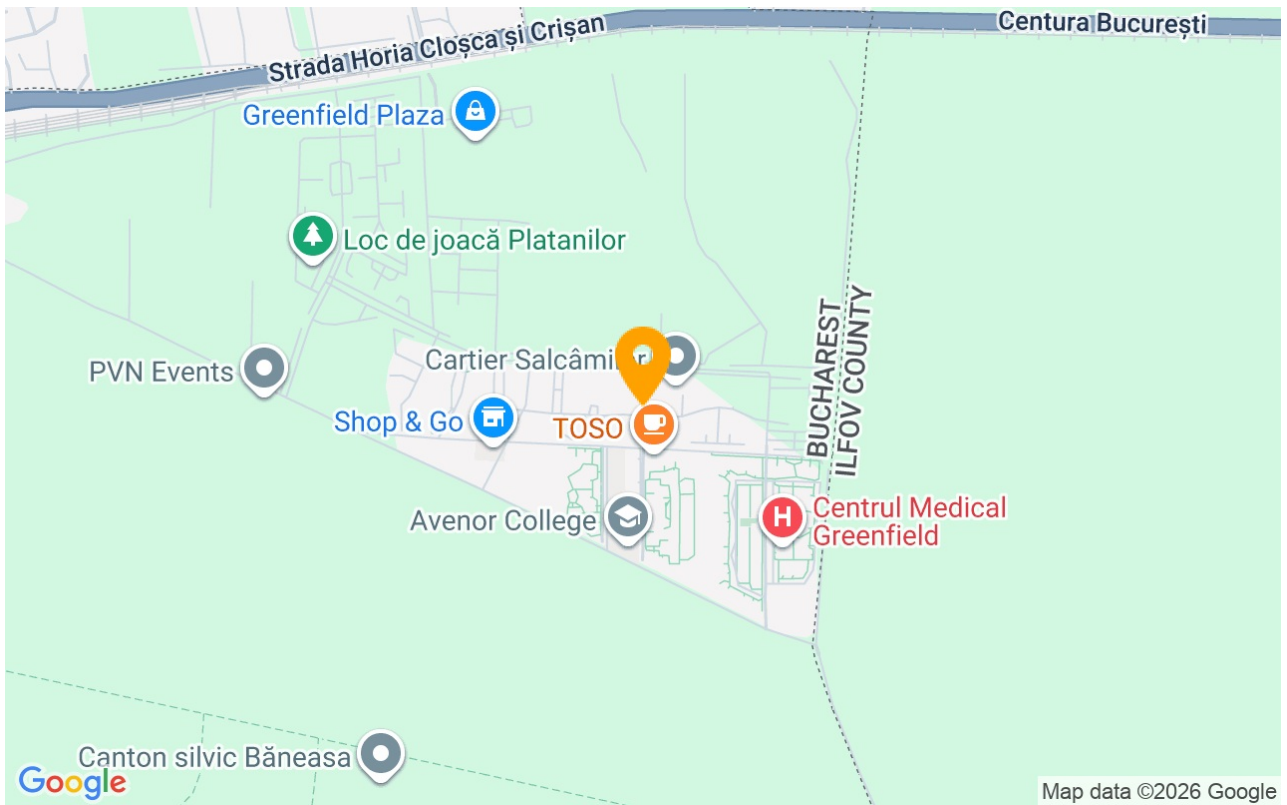 Centura București
Strada Horia Cloșca și Crișan
Greenfield Plaza
Loc de joacă Platanilor
BUCHAREST
ILFOV COUNTY
Cartier Salcâmilor
PVN Events
Shop & Go
TOSO
Avenor College
H
Centrul Medical
Greenfield
Canton silvic Băneasa
Google
Map data ©2026 Google